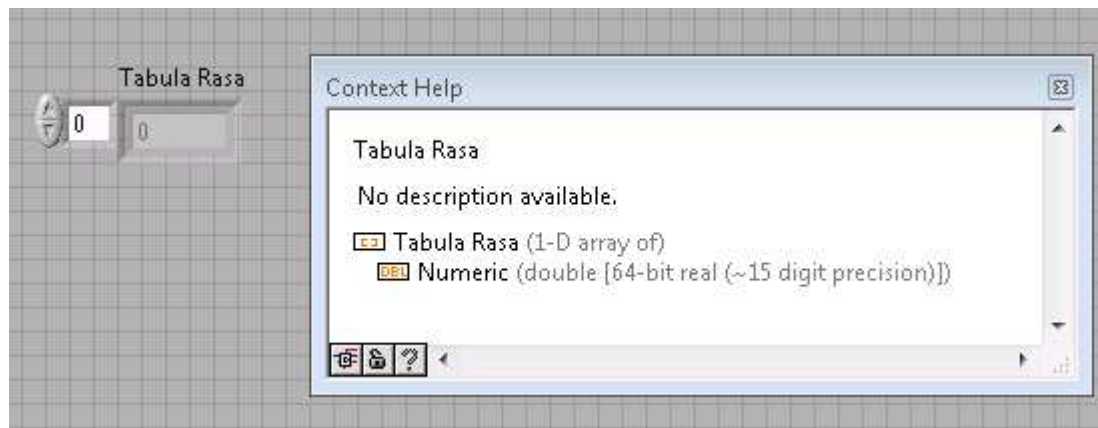 Tabula Rasa
0
0
Context Help
Tabula Rasa
No description available.
Tabula Rasa (1-D array of)
DBL Numeric (double [64-bit real (~15 digit precision)])
?